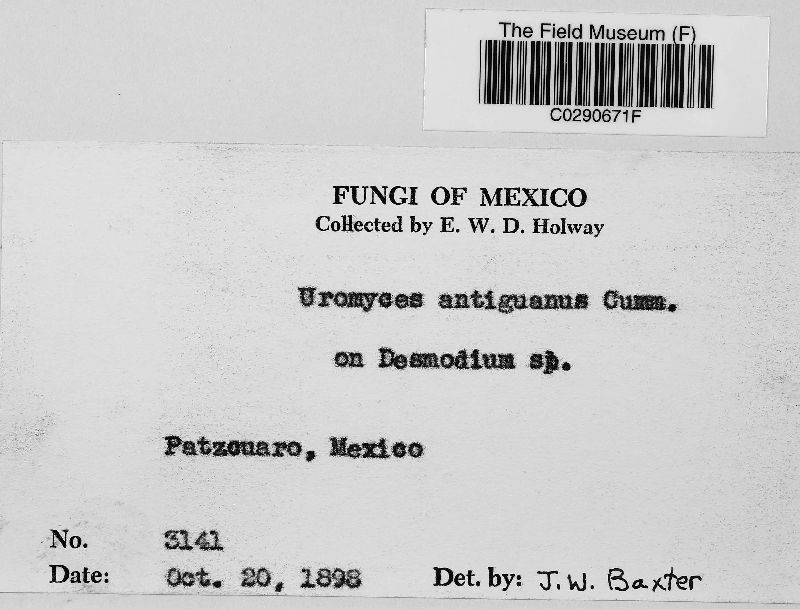 The Field Museum (F)
C0290671F
FUNGI OF MEXICO
Collected by E. W. D. Holway
Uromyces antiguanus Cumm.
on Desmodium sp.
Patzcuaro, Mexico
No. 3141
Date: Oct. 20, 1898 Det. by: J.W. Baxter